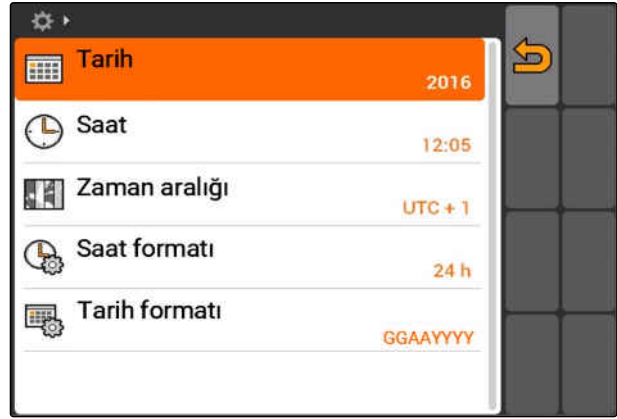 Tarih
2016
Saat
12:05
Zaman aralığı
UTC + 1
Saat formatı
24 h
Tarih formatı
GGAAYYYY